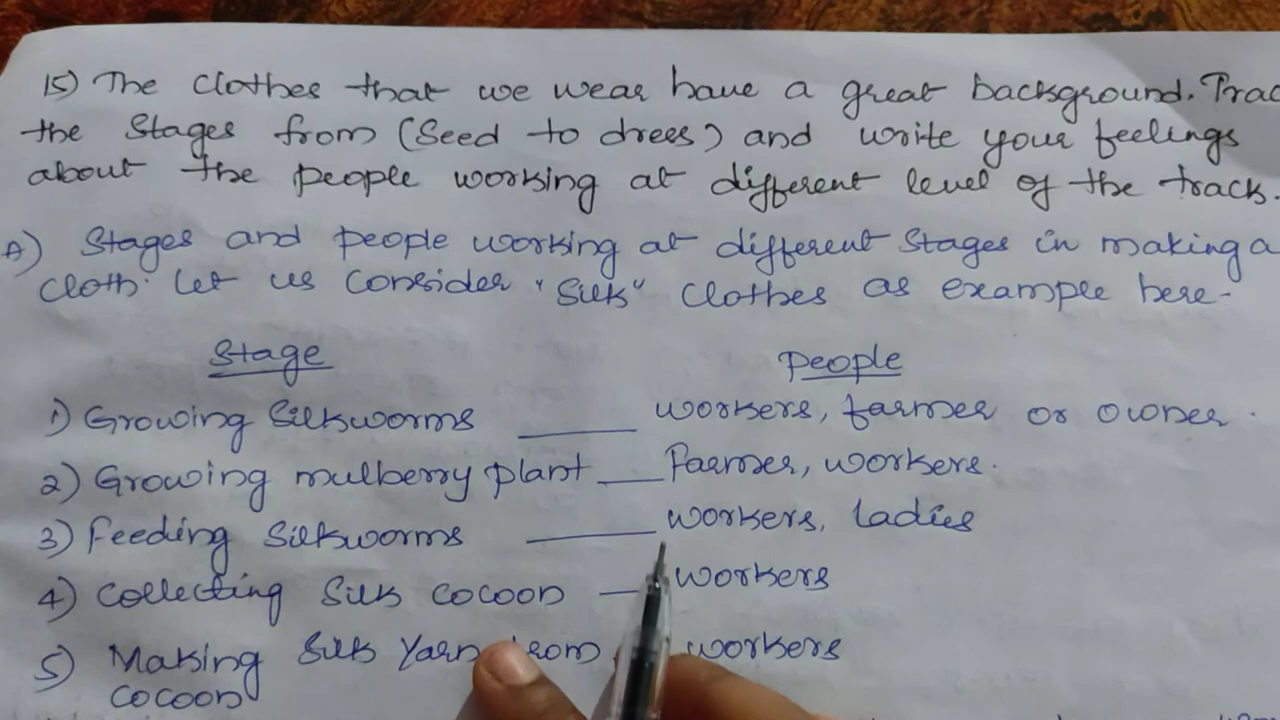 15) The clothes that we wear have a great background. Trac
the stages from (Seed to dress) and write your feelings
about the people working at different level of the track.
A) Stages and people working at different stages in making a
cloth. Let us consider "Silk" clothes as example here-
Stage People
1) Growing Silkworms — workers, farmer or owner.
2) Growing mulberry plant — Farmer, workers.
3) Feeding Silkworms — workers, ladies
4) Collecting Silk cocoon — workers
5) Making Silk Yarn from workers
cocoon